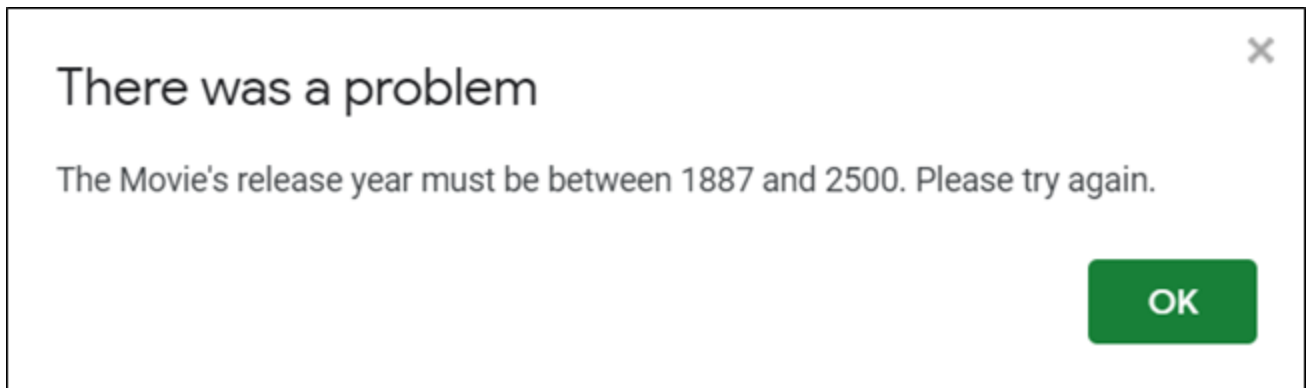 There was a problem
The Movie's release year must be between 1887 and 2500. Please try again.
OK